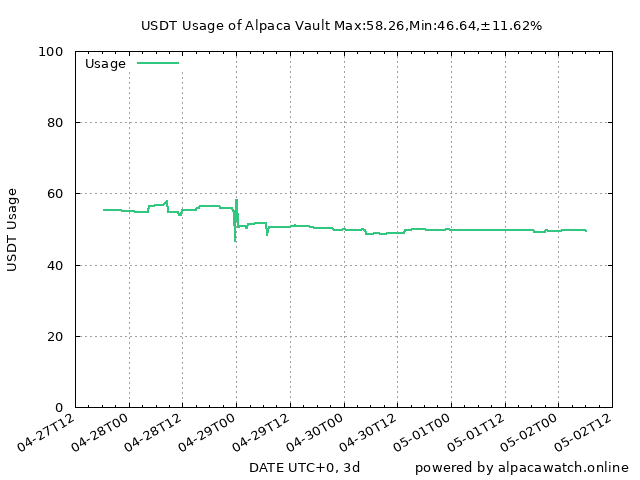 USDT Usage of Alpaca Vault Max:58.26,Min:46.64,±11.62%
Usage
100
80
60
40
20
0
USDT Usage
04-27T12
04-28T00
04-28T12
04-29T00
04-29T12
04-30T00
04-30T12
05-01T00
05-01T12
05-02T00
05-02T12
DATE UTC+0, 3d
powered by alpacawatch.online